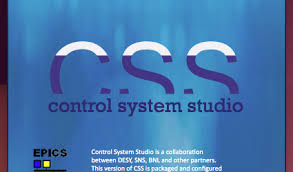 CSS
control system studio
EPICS
Control System Studio is a collaboration
between DESY, SNS, BNL and other partners.
This version of CSS is packaged and configured